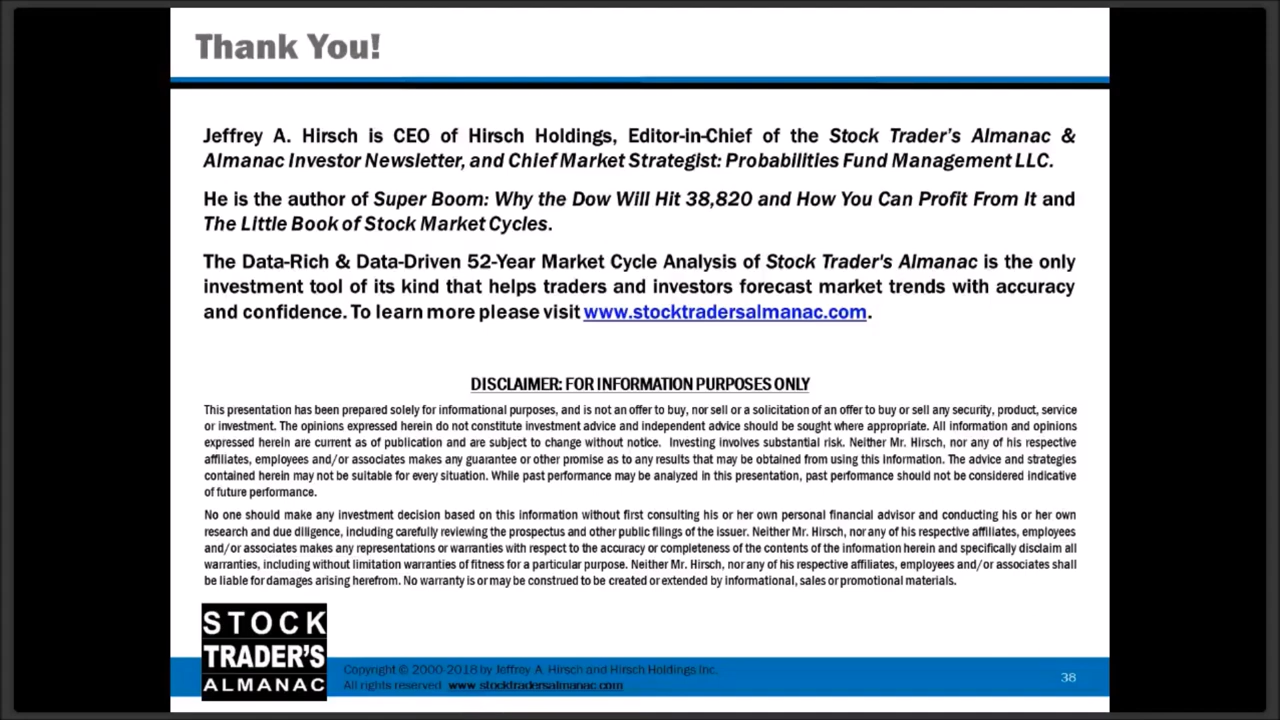 Thank You!
Jeffrey A. Hirsch is CEO of Hirsch Holdings, Editor-in-Chief of the Stock Trader's Almanac &
Almanac Investor Newsletter, and Chief Market Strategist: Probabilities Fund Management LLC.
He is the author of Super Boom: Why the Dow Will Hit 38,820 and How You Can Profit From It and
The Little Book of Stock Market Cycles.
The Data-Rich & Data-Driven 52-Year Market Cycle Analysis of Stock Trader's Almanac is the only
investment tool of its kind that helps traders and investors forecast market trends with accuracy
and confidence. To learn more please visit www.stocktradersalmanac.com.
DISCLAIMER: FOR INFORMATION PURPOSES ONLY
This presentation has been prepared solely for informational purposes, and is not an offer to buy, nor sell or a solicitation of an offer to buy or sell any security, product, service
or investment. The opinions expressed herein do not constitute investment advice and independent advice should be sought where appropriate. All information and opinions
expressed herein are current as of publication and are subject to change without notice. Investing involves substantial risk. Neither Mr. Hirsch, nor any of his respective
affiliates, employees and/or associates makes any guarantee or other promise as to any results that may be obtained from using this information. The advice and strategies
contained herein may not be suitable for every situation. While past performance may be analyzed in this presentation, past performance should not be considered indicative
of future performance.
No one should make any investment decision based on this information without first consulting his or her own personal financial advisor and conducting his or her own
research and due diligence, including carefully reviewing the prospectus and other public filings of the issuer. Neither Mr. Hirsch, nor any of his respective affiliates, employees
and/or associates makes any representations or warranties with respect to the accuracy or completeness of the contents of the information herein and specifically disclaim all
warranties, including without limitation warranties of fitness for a particular purpose. Neither Mr. Hirsch, nor any of his respective affiliates, employees and/or associates shall
be liable for damages arising herefrom. No warranty is or may be construed to be created or extended by informational, sales or promotional materials.
STOCK
TRADER'S
ALMANAC
Copyright © 2000-2018 by Jeffrey A. Hirsch and Hirsch Holdings Inc.
All rights reserved. www.stocktradersalmanac.com
38